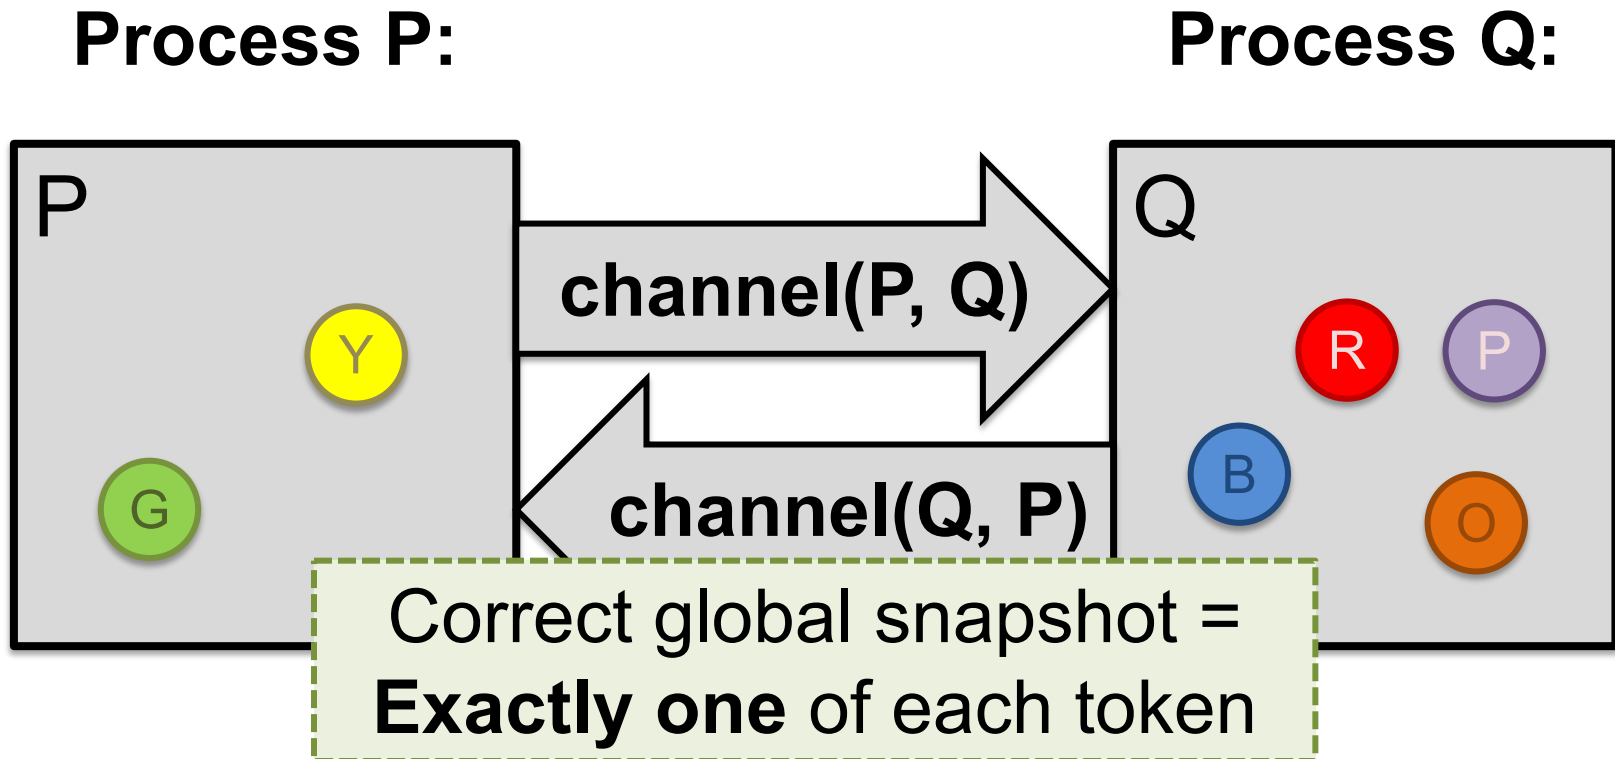 Process P:
Process Q:
P
Q
channel(P, Q)
Y
R
P
B
G
channel(Q, P)
O
Correct global snapshot =
Exactly one of each token